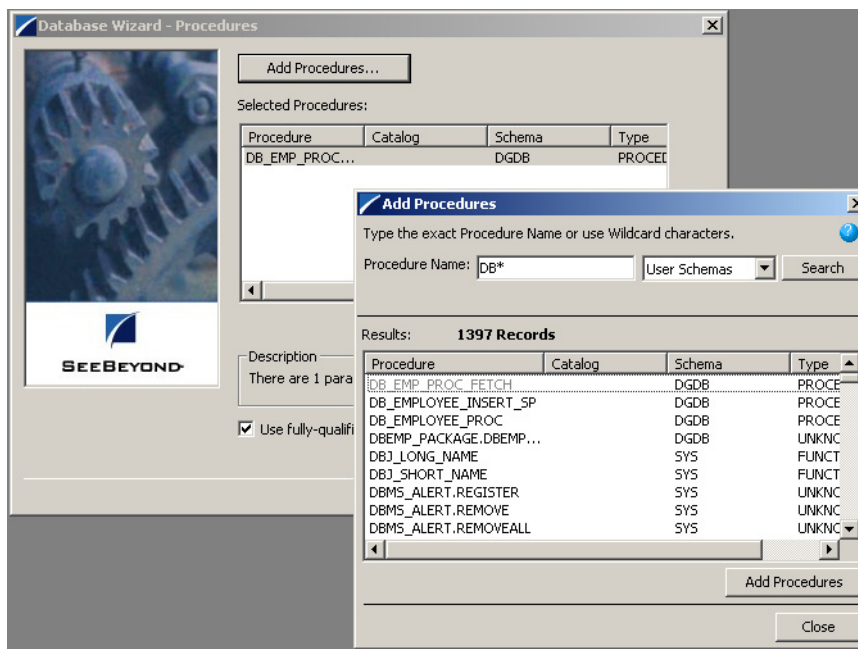 Database Wizard - Procedures
Add Procedures...
Selected Procedures:
Procedure Catalog Schema Type
DB_EMP_PROC... DGDB PROCED
SEEBEYOND
Description
There are 1 para
Use fully-qualifi
Add Procedures
Type the exact Procedure Name or use Wildcard characters.
Procedure Name: DB* User Schemas Search
Results: 1397 Records
Procedure Catalog Schema Type
DB_EMP_PROC_FETCH DGDB PROCE
DB_EMPLOYEE_INSERT_SP DGDB PROCE
DB_EMPLOYEE_PROC DGDB PROCE
DBEMP_PACKAGE.DBEMP... DGDB UNKNC
DBJ_LONG_NAME SYS FUNCT
DBJ_SHORT_NAME SYS FUNCT
DBMS_ALERT.REGISTER SYS UNKNC
DBMS_ALERT.REMOVE SYS UNKNC
DBMS_ALERT.REMOVEALL SYS UNKNC
Add Procedures
Close